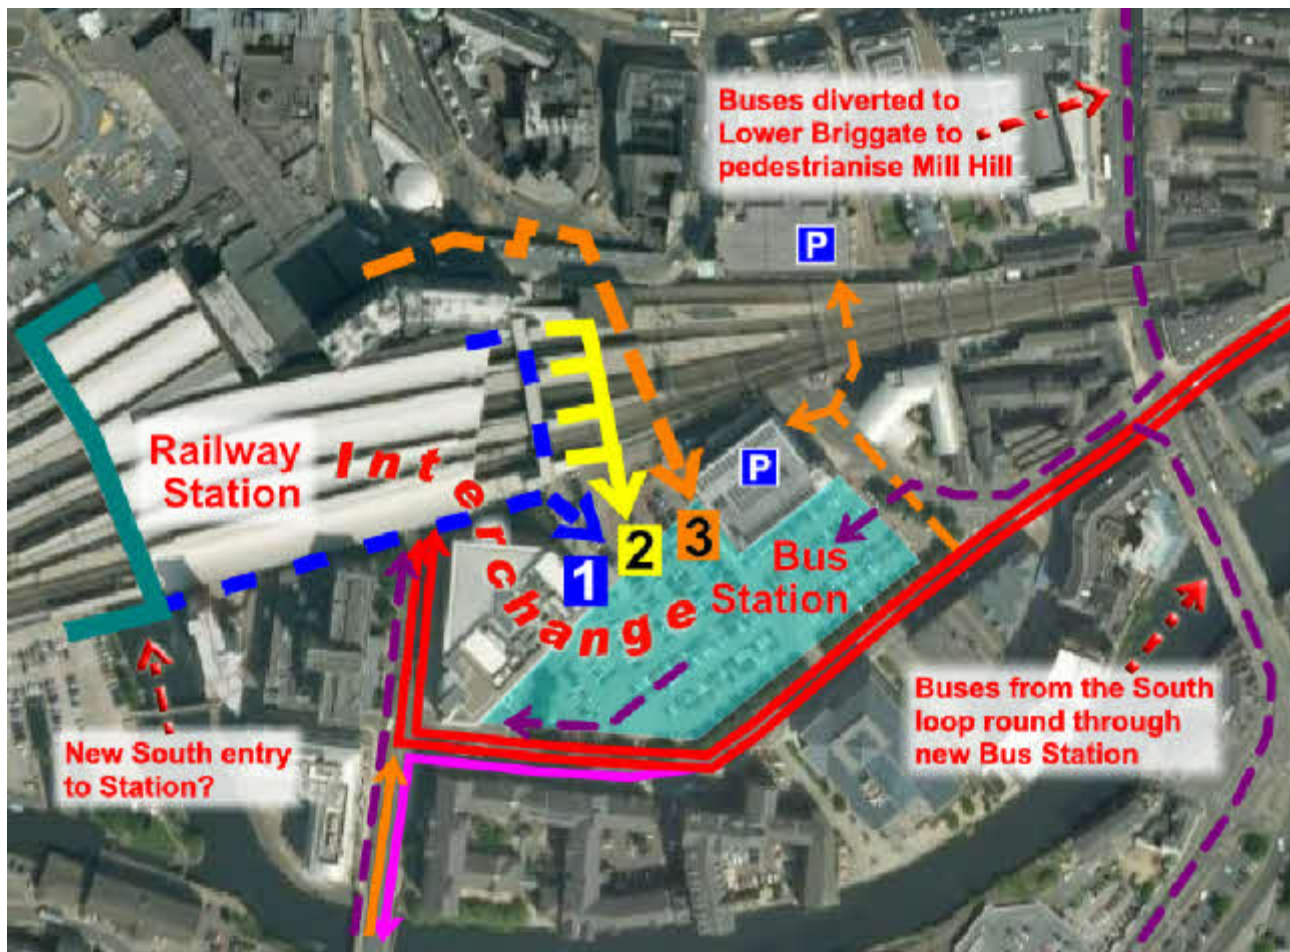 Buses diverted to
Lower Briggate to
pedestrianise Mill Hill
P
Railway
Station
Interchange
P
1
2
3
Bus
Station
New South entry
to Station?
Buses from the South
loop round through
new Bus Station